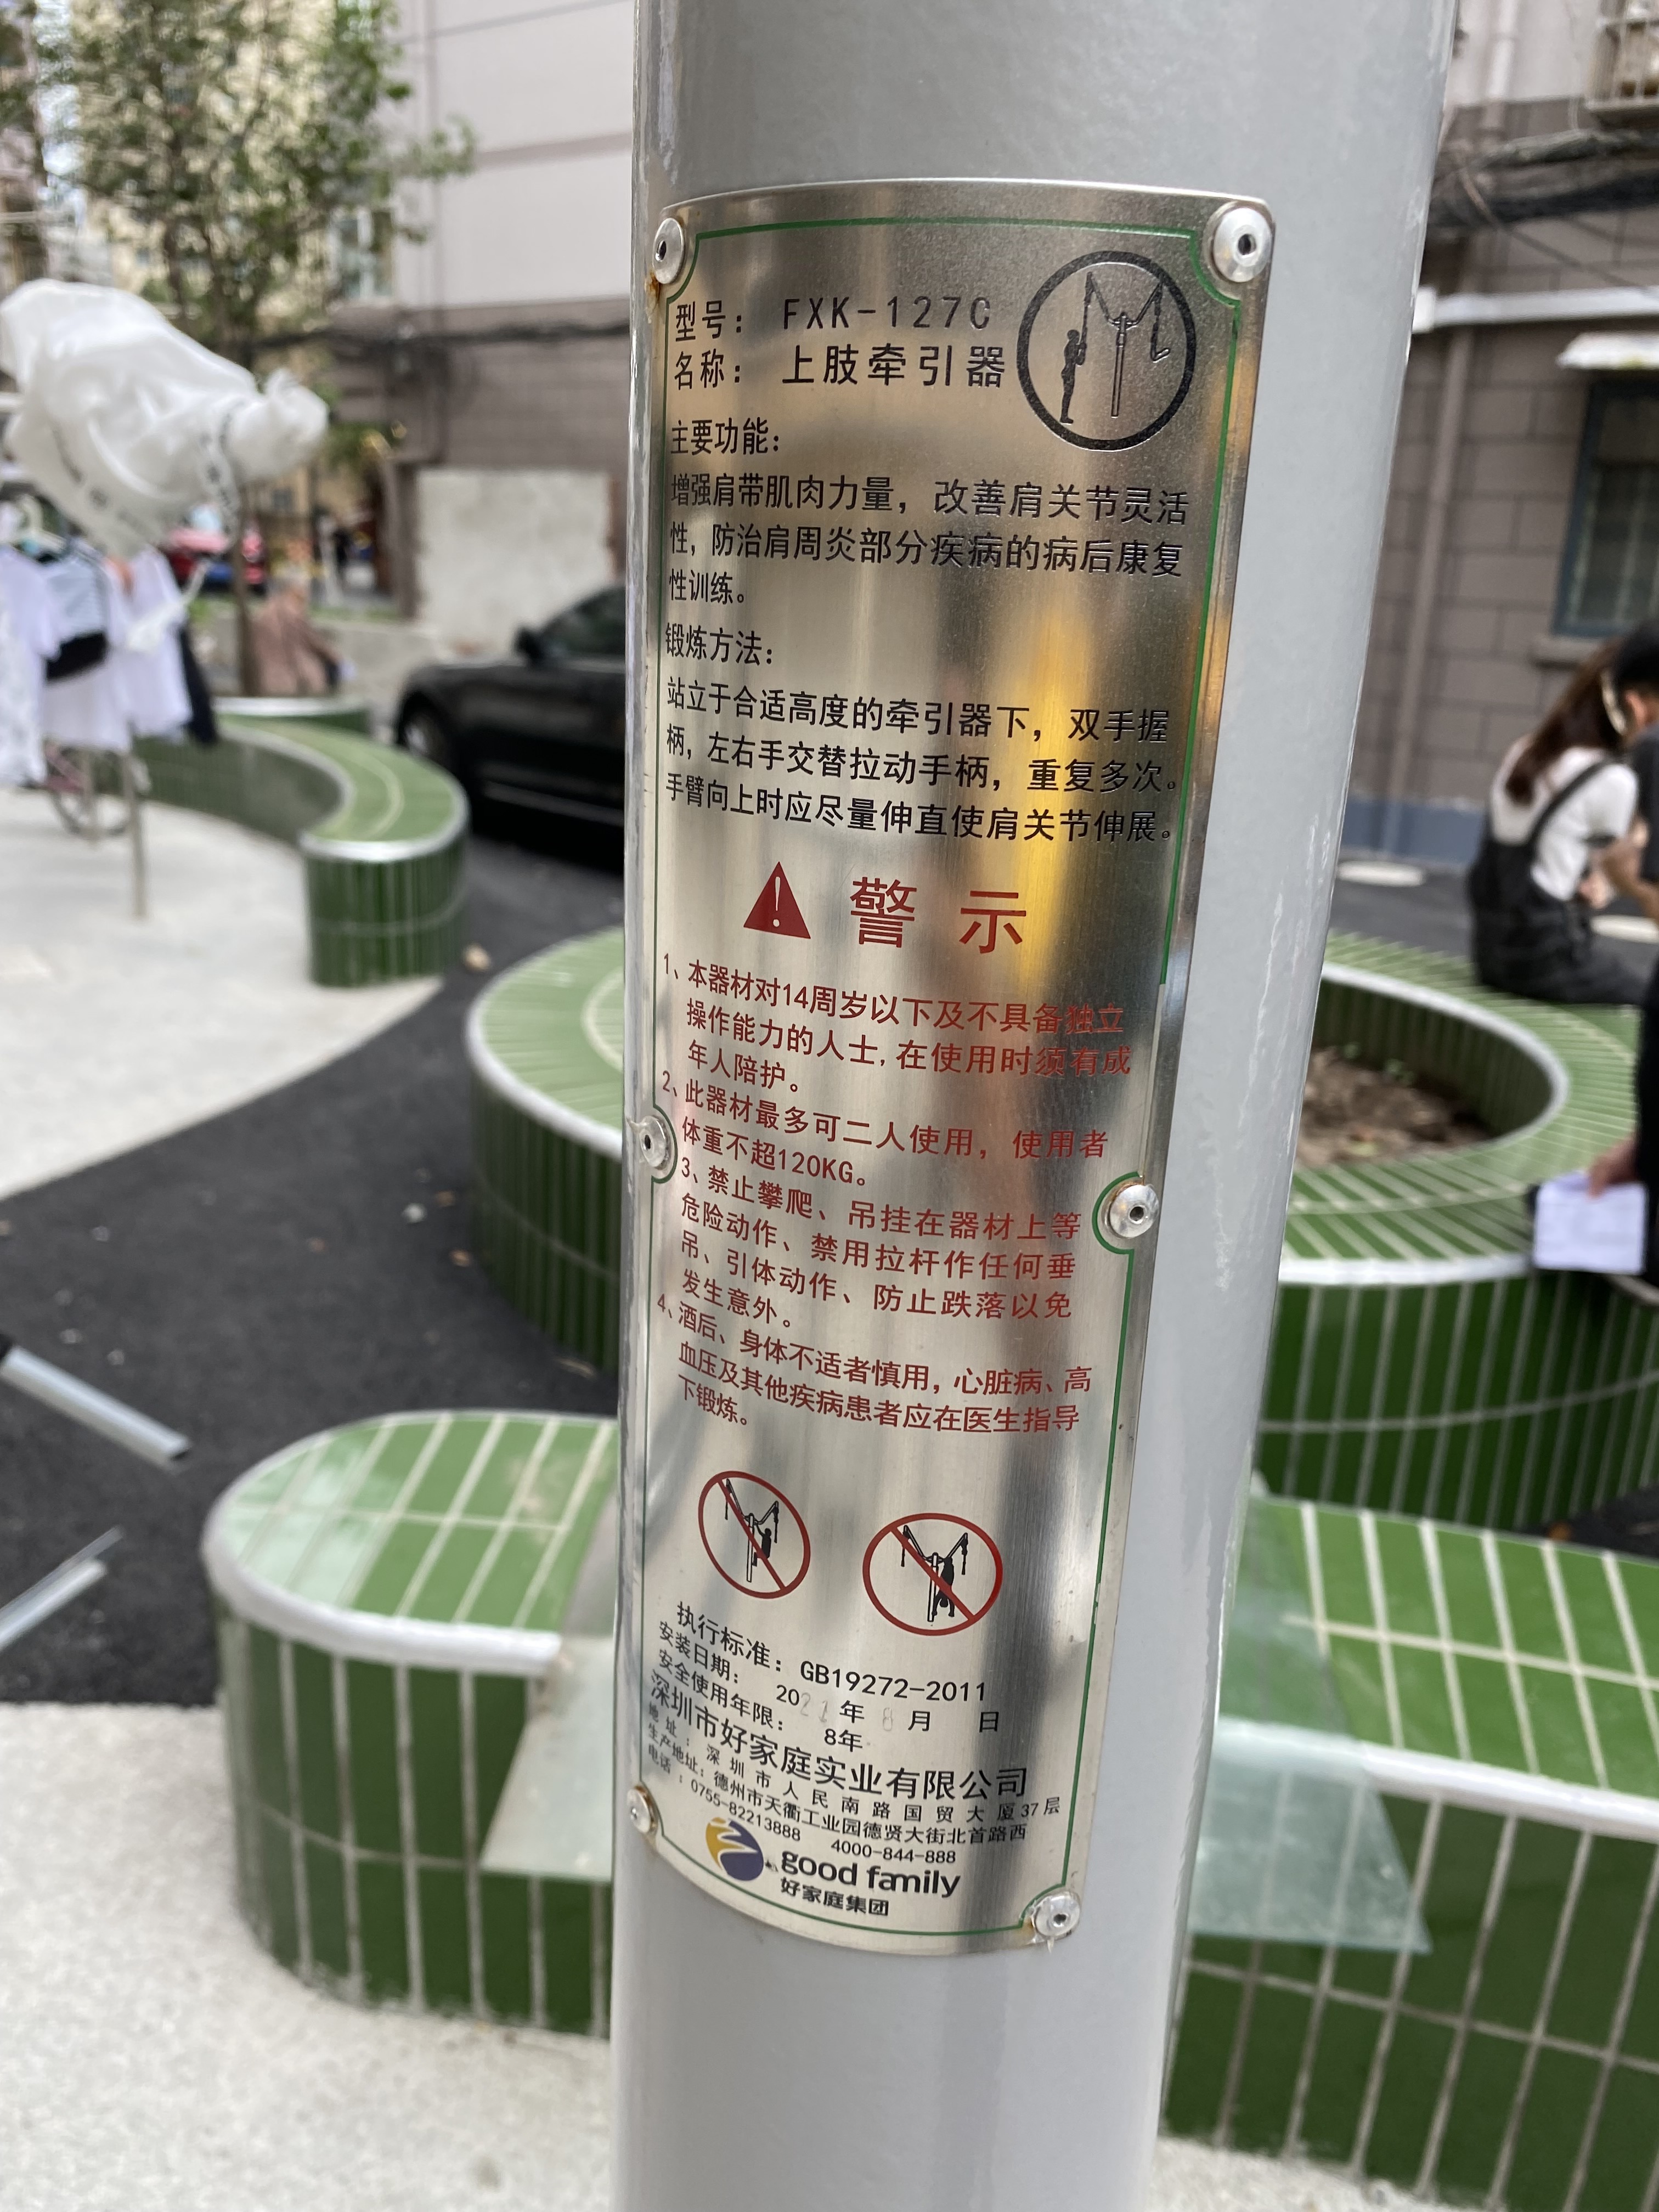 型号： FXK-127C
名称： 上肢牵引器
主要功能：
增强肩带肌肉力量，改善肩关节灵活
性，防治肩周炎部分疾病的病后康复
性训练。
锻炼方法：
站立于合适高度的牵引器下，双手握
柄，左右手交替拉动手柄，重复多次。
手臂向上时应尽量伸直使肩关节伸展。
警 示
1、本器材对14周岁以下及不具备独立
操作能力的人士,在使用时须有成
年人陪护。
2、此器材最多可二人使用，使用者
体重不超120KG。
3、禁止攀爬、吊挂在器材上等
危险动作、禁用拉杆作任何垂
吊、引体动作、防止跌落以免
发生意外。
4、酒后、身体不适者慎用，心脏病、高
血压及其他疾病患者应在医生指导
下锻炼。
执行标准：GB19272-2011
安装日期： 2021年 8月 日
安全使用年限： 8年
深圳市好家庭实业有限公司
地 址 ：深 圳 市 人 民 南 路 国 贸 大 厦 37 层
生产地址：德州市天衢工业园德贤大街北首路西
电话 ：0755-82213888 4000-844-888
good family
好家庭集团